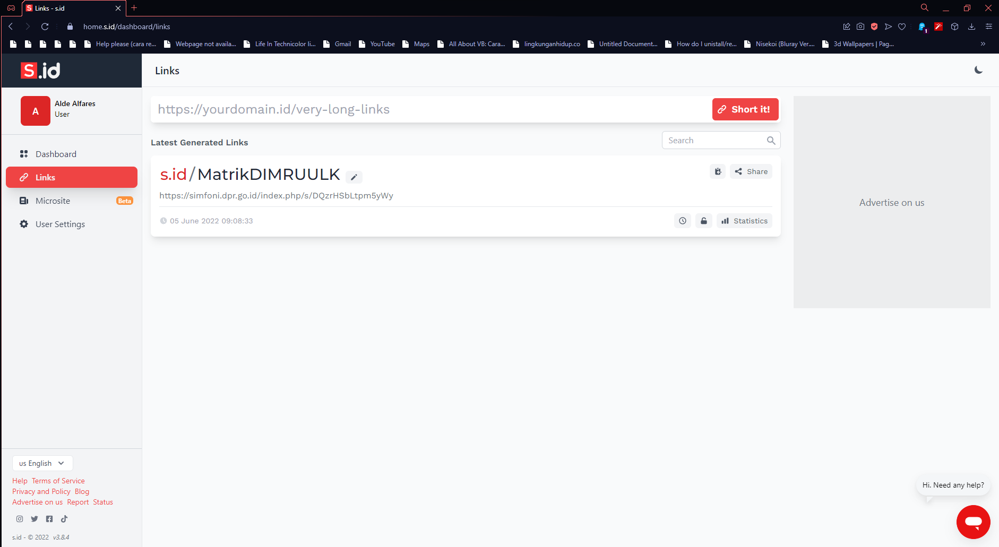 Links - s.id
home.s.id/dashboard/links
Help please (cara re... Webpage not availa... Life In Technicolor li... Gmail YouTube Maps All About VB: Cara... lingkunganhidup.co Untitled Document... How do I unistall/re... Nisekoi (Bluray Ver.... 3d Wallpapers | Pag... »
S.id
Links
A
Alde Alfares
User
https://yourdomain.id/very-long-links
Short it!
Dashboard
Links
Microsite Beta
User Settings
Latest Generated Links
Search
s.id/MatrikDIMRUULK
Share
https://simfoni.dpr.go.id/index.php/s/DQzrHSbLtpm5yWy
05 June 2022 09:08:33
Statistics
Advertise on us
us English
Help Terms of Service
Privacy and Policy Blog
Advertise on us Report Status
s.id - © 2022 v3.8.4
Hi. Need any help?
1